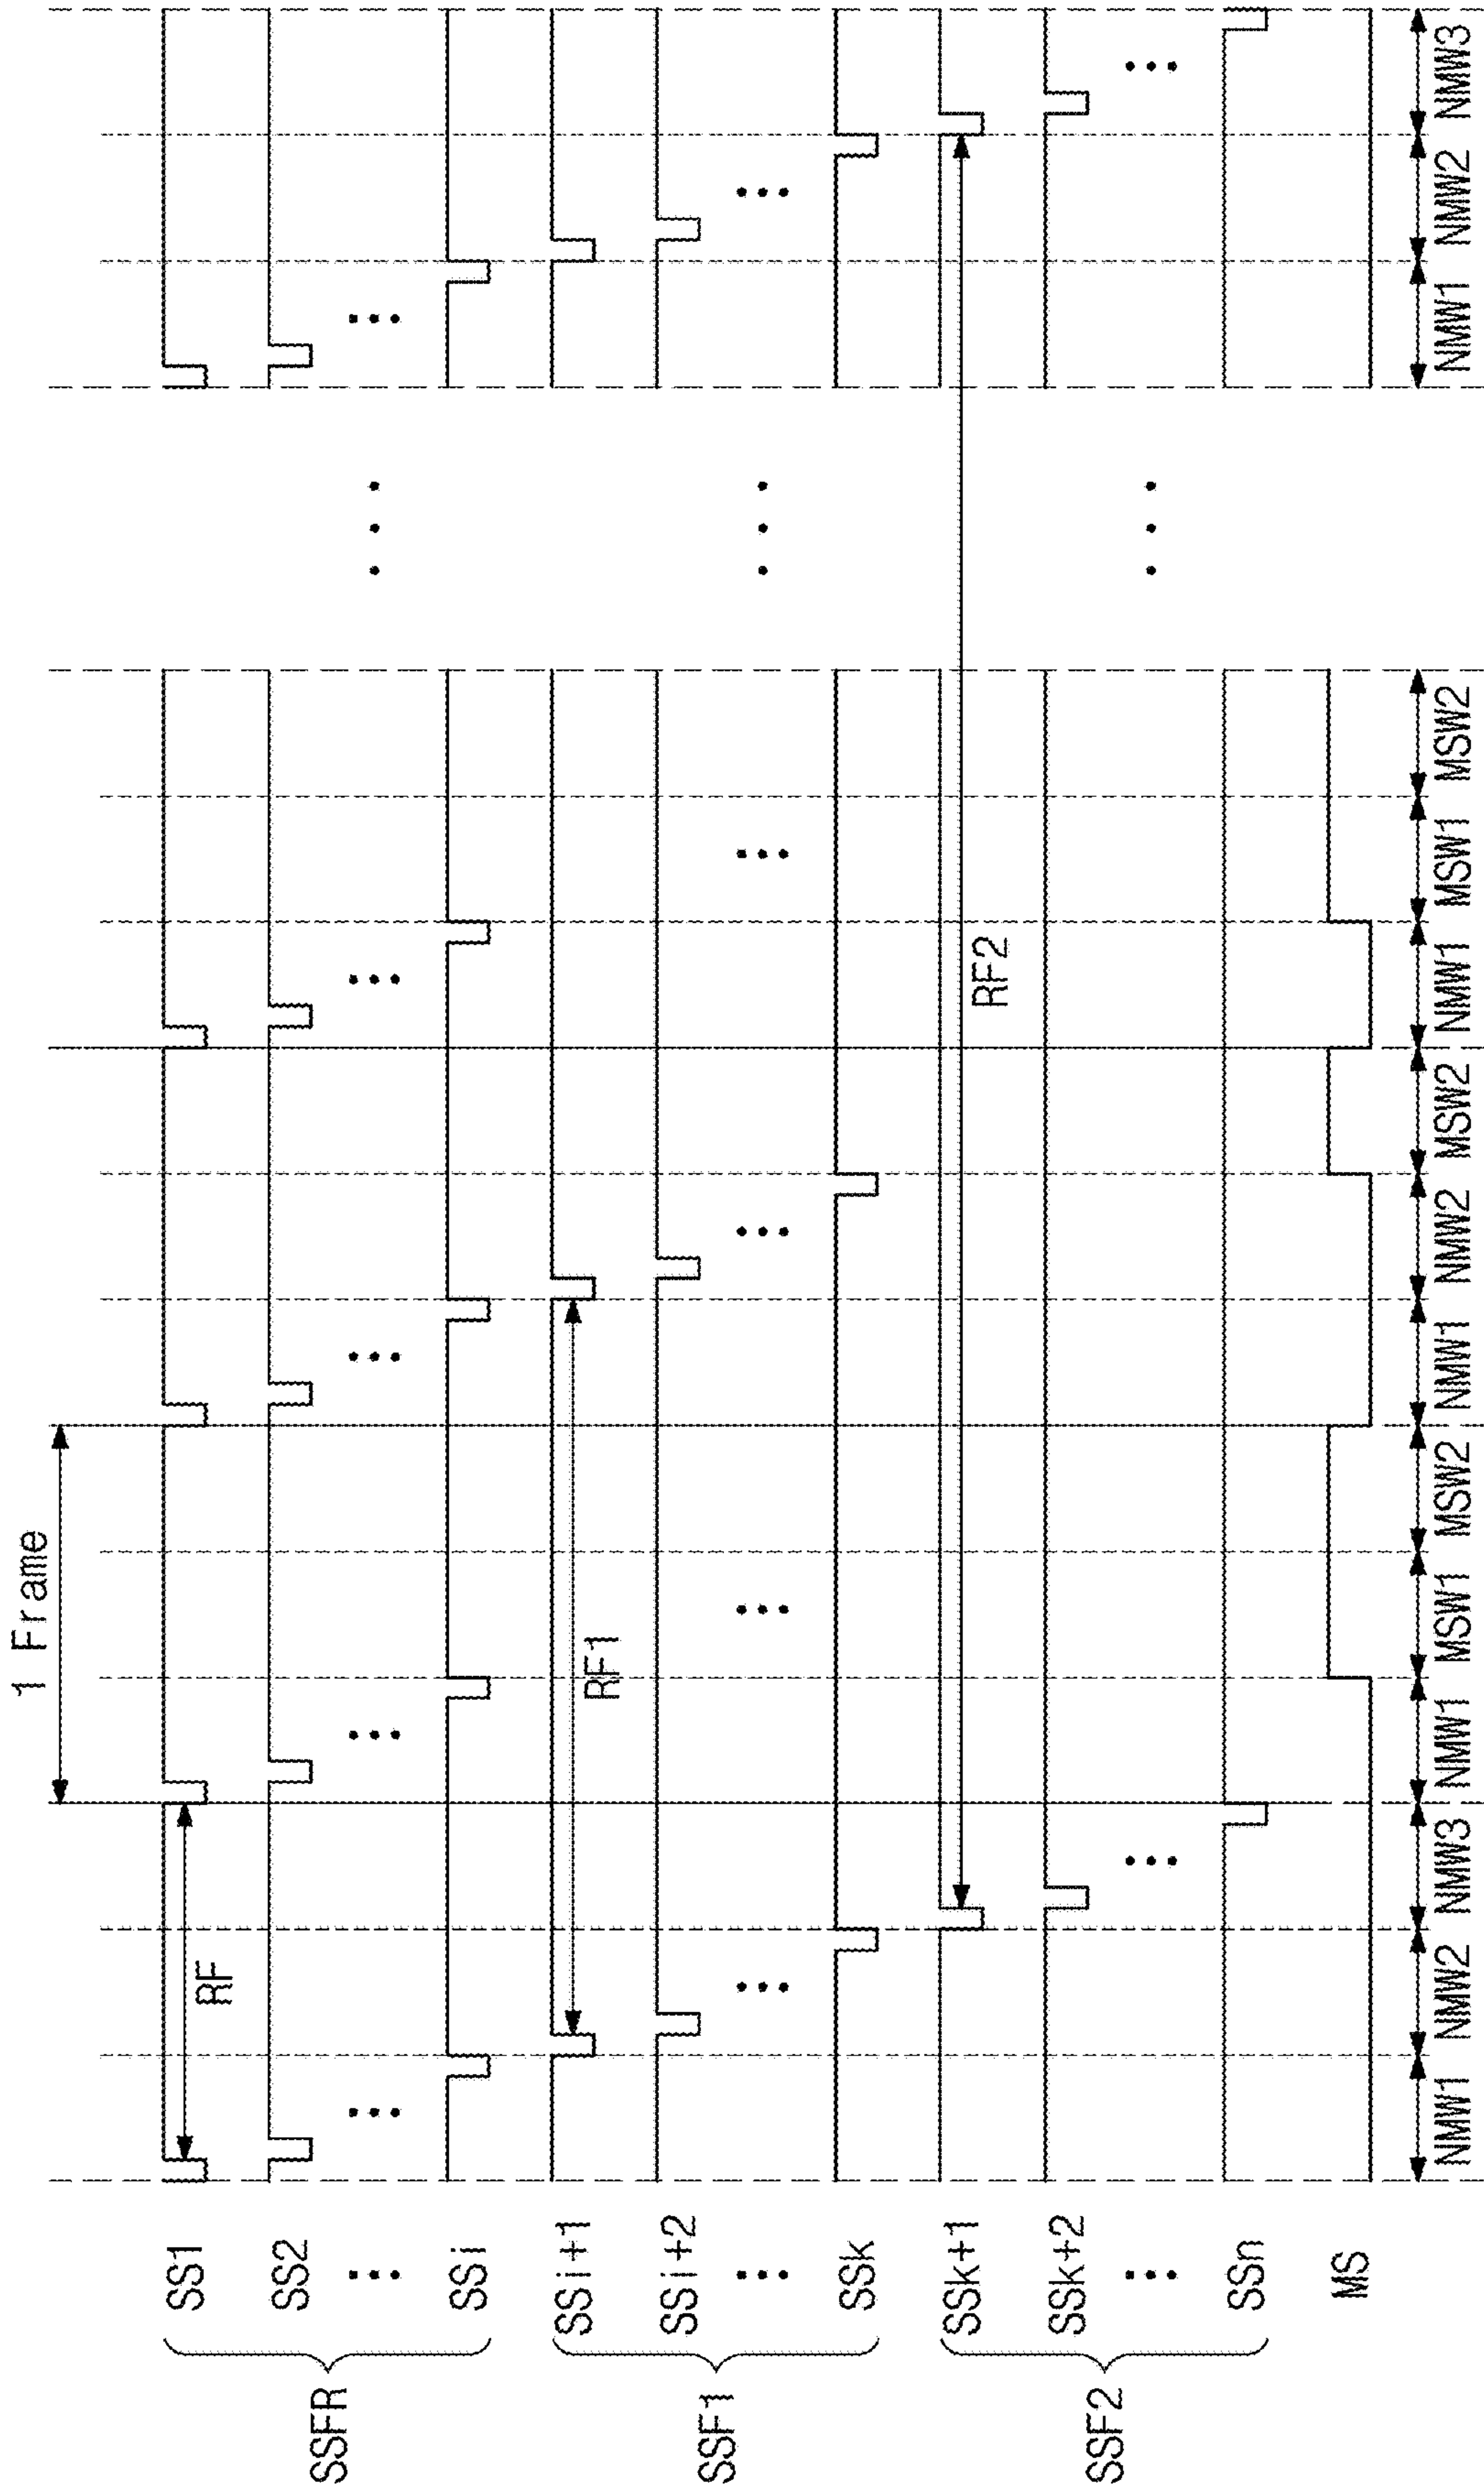 1 Frame
SSFR
SS1
SS2
SSi
RF
SSF1
SSi+1
SSi+2
SSk
RF1
SSF2
SSk+1
SSk+2
SSn
RF2
MS
NMW1 NMW2 NMW3 NMW1 MSW1 MSW2 NMW1 NMW2 MSW2 NMW1 MSW1 MSW2 NMW1 NMW2 NMW3